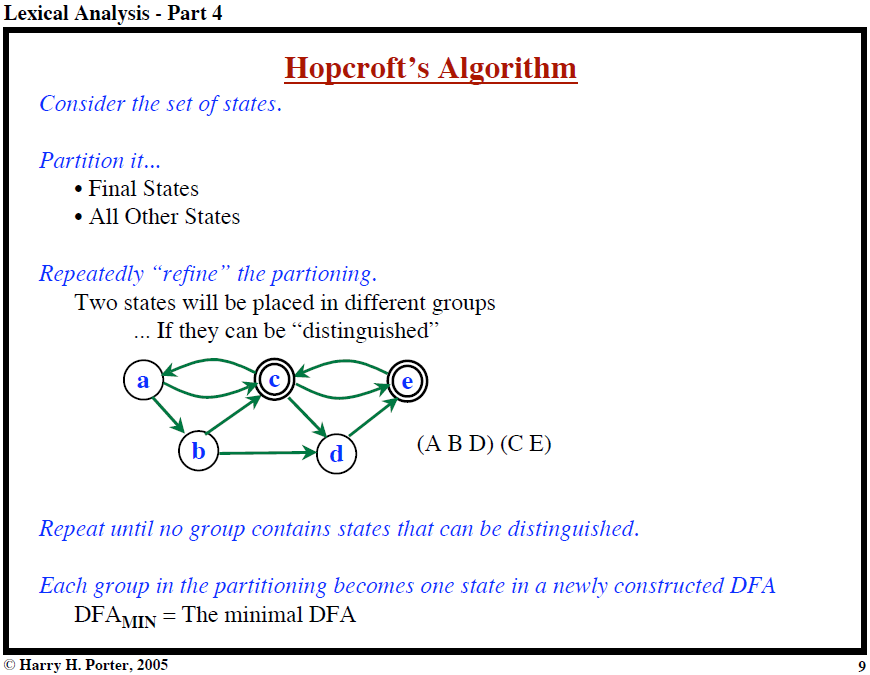 Lexical Analysis - Part 4
Hopcroft’s Algorithm
Consider the set of states.
Partition it...
• Final States
• All Other States
Repeatedly “refine” the partioning.
Two states will be placed in different groups
... If they can be “distinguished”
a
c
e
b
d
(A B D) (C E)
Repeat until no group contains states that can be distinguished.
Each group in the partitioning becomes one state in a newly constructed DFA
DFAMIN = The minimal DFA
© Harry H. Porter, 2005
9